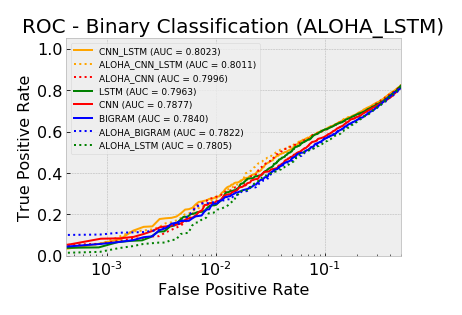 ROC - Binary Classification (ALOHA_LSTM)
1.0
0.8
0.6
0.4
0.2
0.0
True Positive Rate
CNN_LSTM (AUC = 0.8023)
ALOHA_CNN_LSTM (AUC = 0.8011)
ALOHA_CNN (AUC = 0.7996)
LSTM (AUC = 0.7963)
CNN (AUC = 0.7877)
BIGRAM (AUC = 0.7840)
ALOHA_BIGRAM (AUC = 0.7822)
ALOHA_LSTM (AUC = 0.7805)
10⁻³ 10⁻² 10⁻¹
False Positive Rate